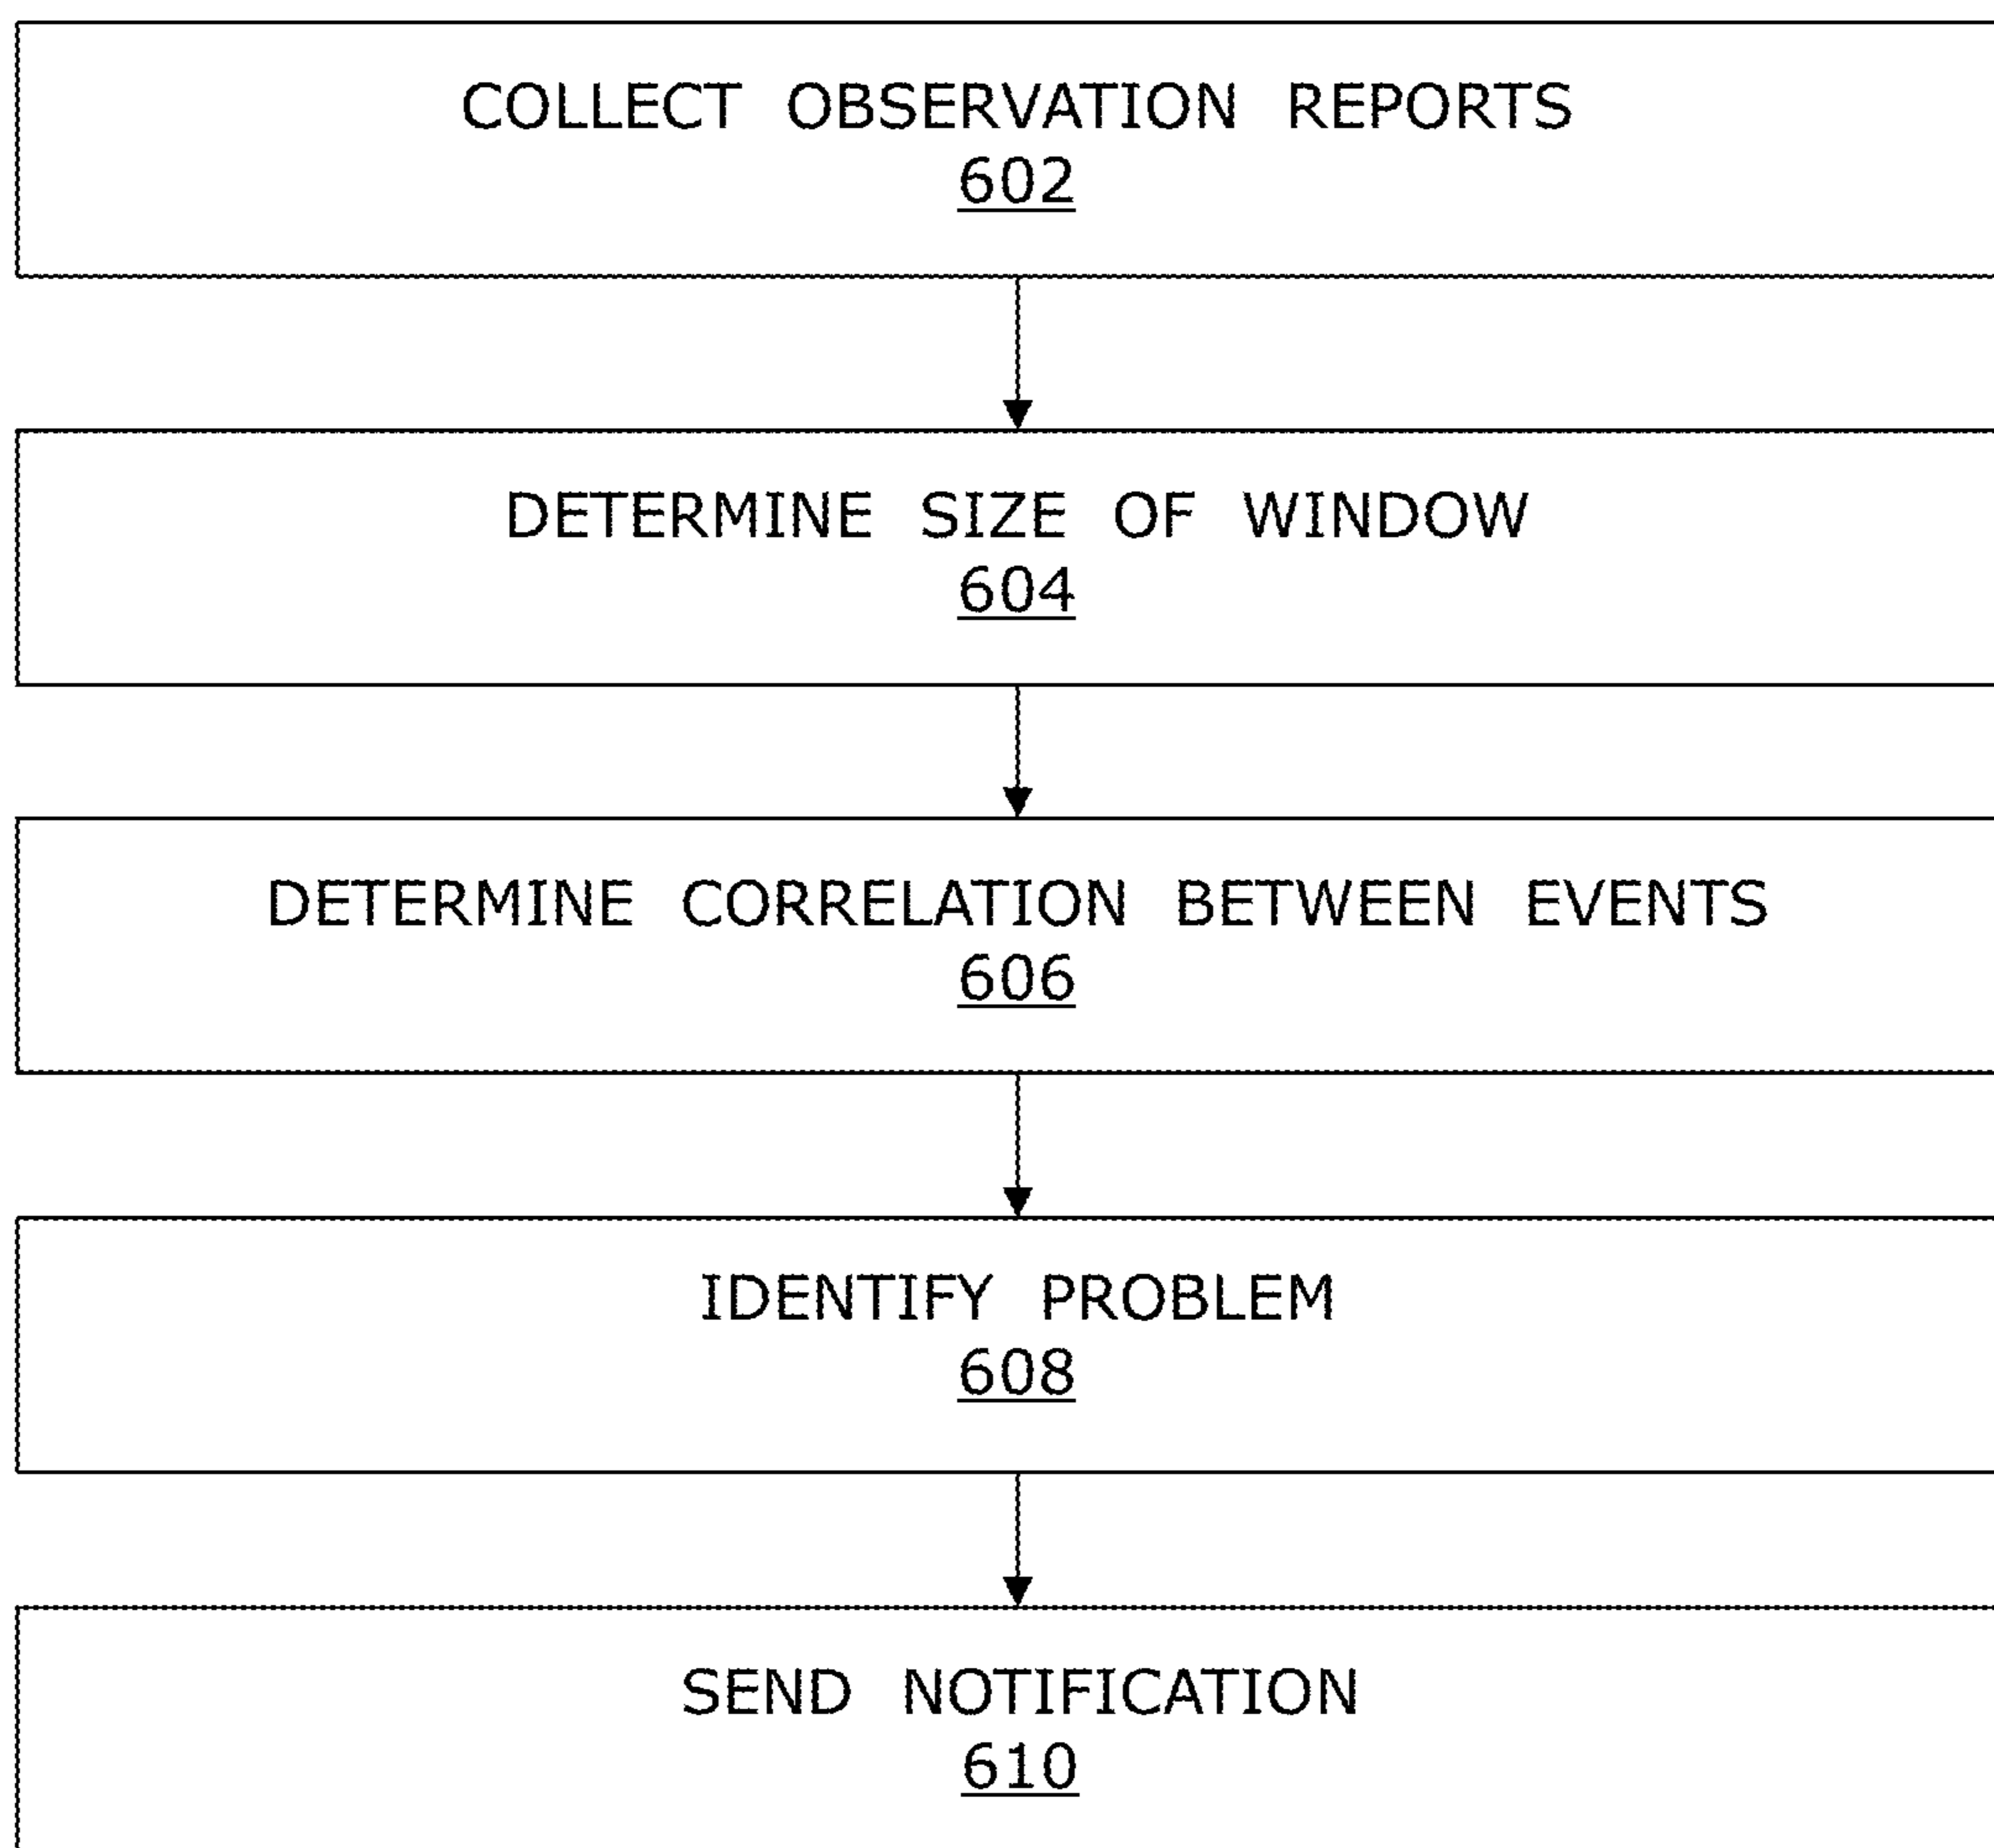 COLLECT OBSERVATION REPORTS
602
DETERMINE SIZE OF WINDOW
604
DETERMINE CORRELATION BETWEEN EVENTS
606
IDENTIFY PROBLEM
608
SEND NOTIFICATION
610